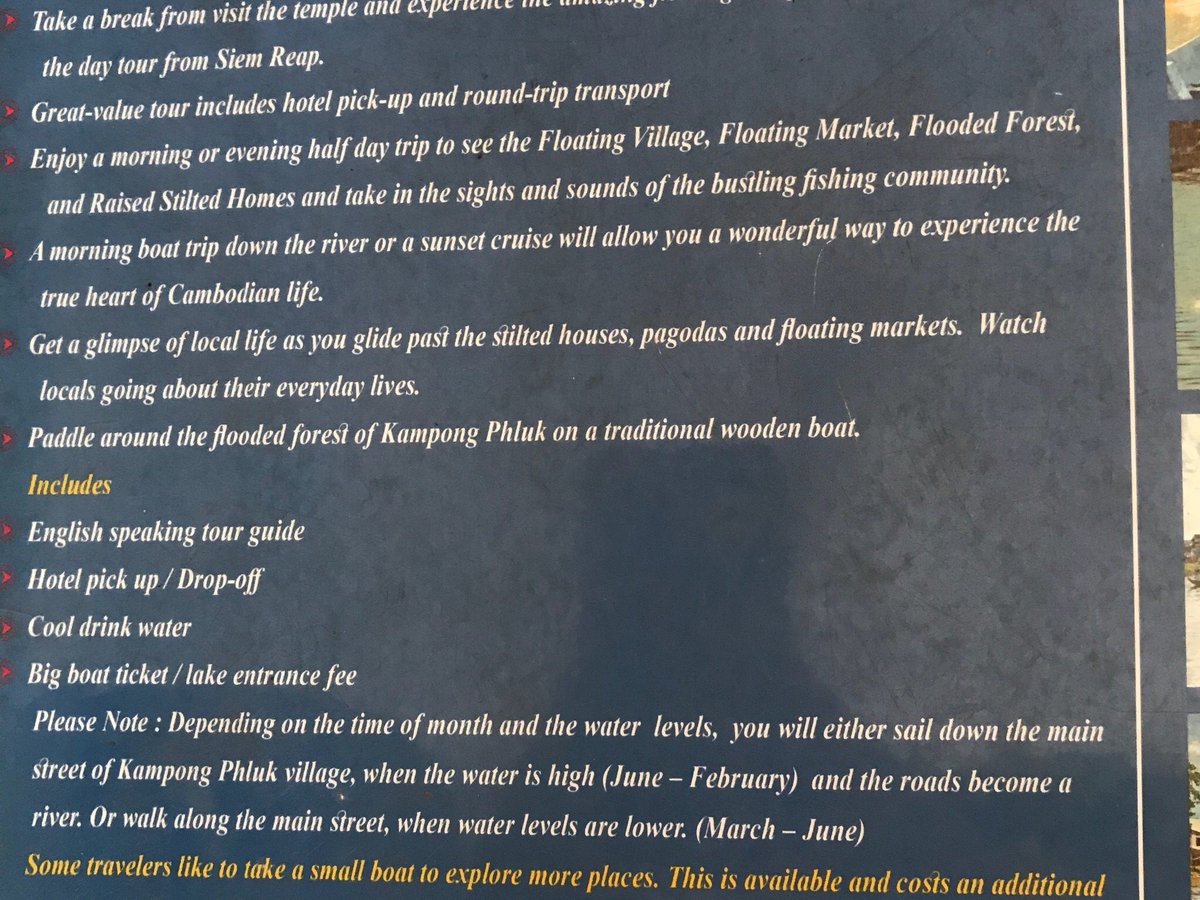 Take a break from visit the temple and experience the amazing
the day tour from Siem Reap.
Great-value tour includes hotel pick-up and round-trip transport
Enjoy a morning or evening half day trip to see the Floating Village, Floating Market, Flooded Forest,
and Raised Stilted Homes and take in the sights and sounds of the bustling fishing community.
A morning boat trip down the river or a sunset cruise will allow you a wonderful way to experience the
true heart of Cambodian life.
Get a glimpse of local life as you glide past the stilted houses, pagodas and floating markets. Watch
locals going about their everyday lives.
Paddle around the flooded forest of Kampong Phluk on a traditional wooden boat.
Includes
English speaking tour guide
Hotel pick up / Drop-off
Cool drink water
Big boat ticket / lake entrance fee
Please Note : Depending on the time of month and the water levels, you will either sail down the main
street of Kampong Phluk village, when the water is high (June – February) and the roads become a
river. Or walk along the main street, when water levels are lower. (March – June)
Some travelers like to take a small boat to explore more places. This is available and costs an additional